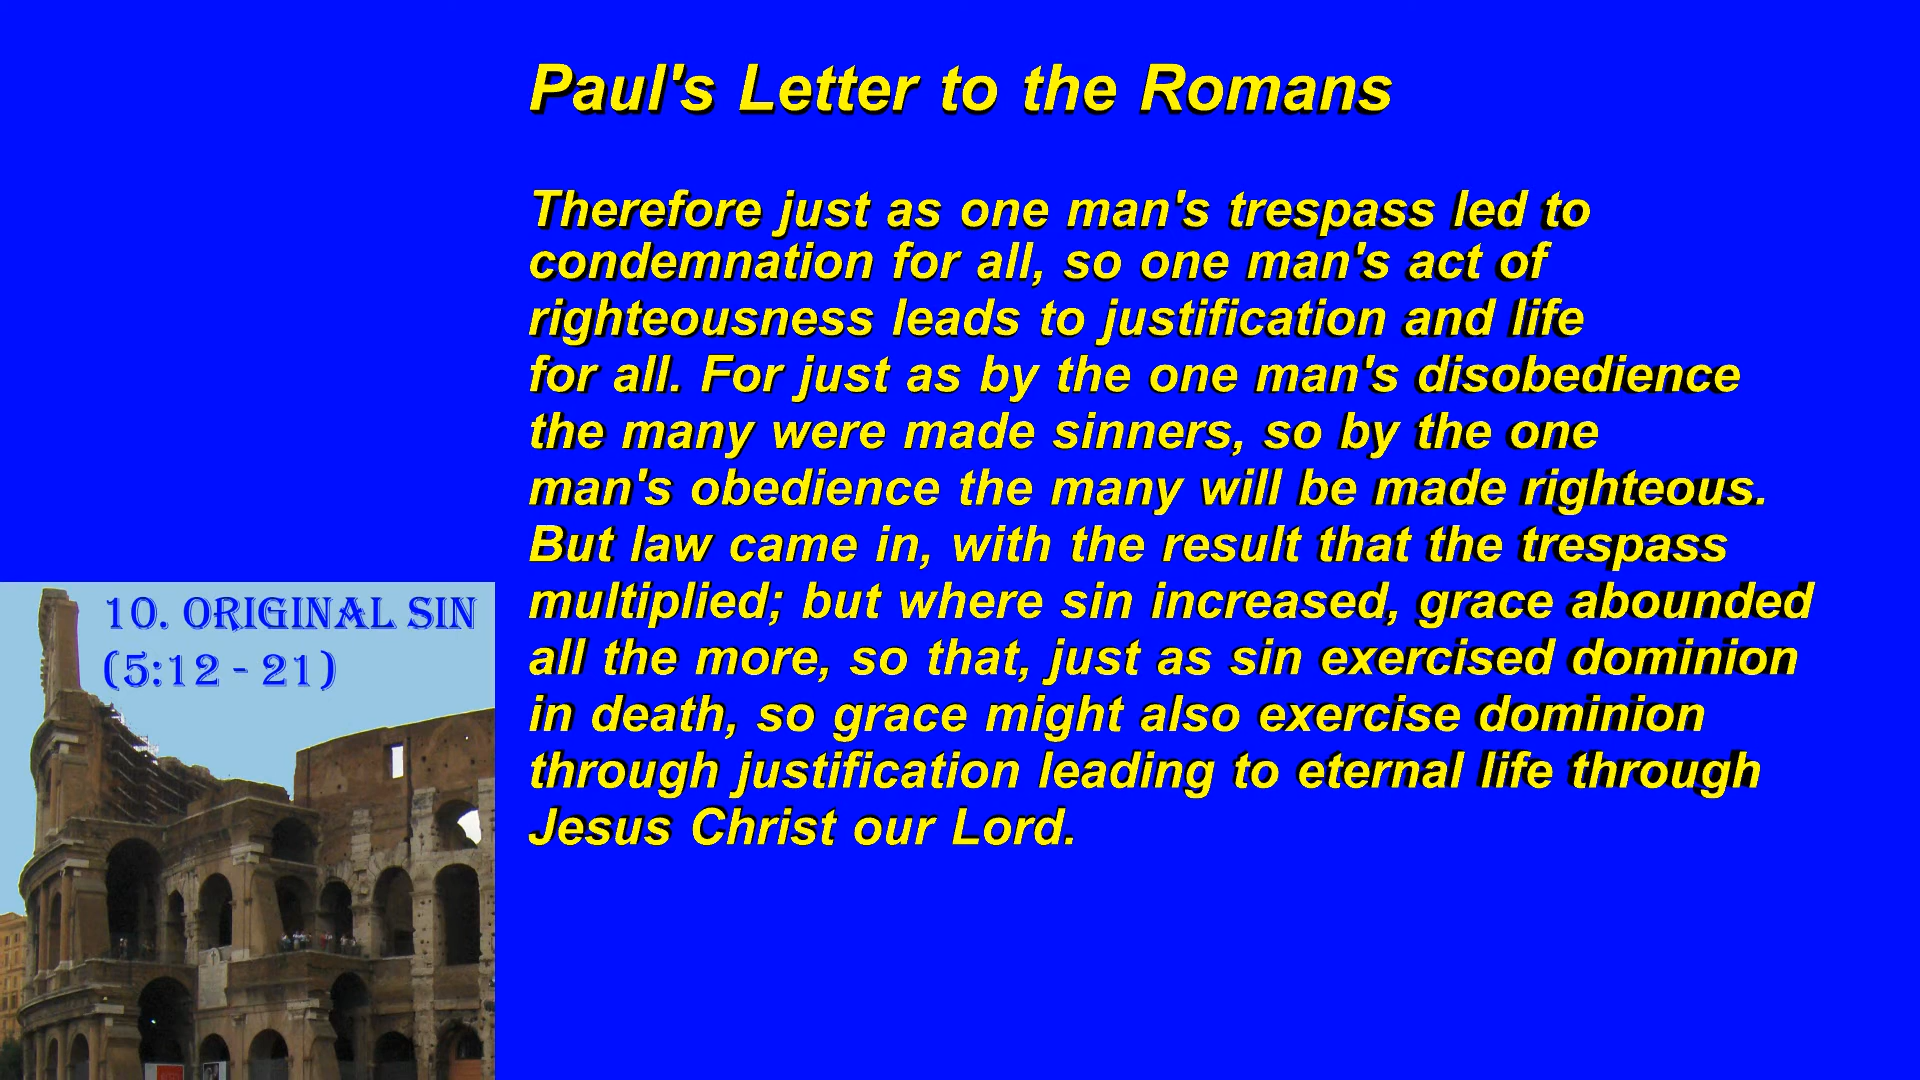 Paul's Letter to the Romans
Therefore just as one man's trespass led to
condemnation for all, so one man's act of
righteousness leads to justification and life
for all. For just as by the one man's disobedience
the many were made sinners, so by the one
man's obedience the many will be made righteous.
But law came in, with the result that the trespass
multiplied; but where sin increased, grace abounded
all the more, so that, just as sin exercised dominion
in death, so grace might also exercise dominion
through justification leading to eternal life through
Jesus Christ our Lord.
10. ORIGINAL SIN
(5:12 - 21)